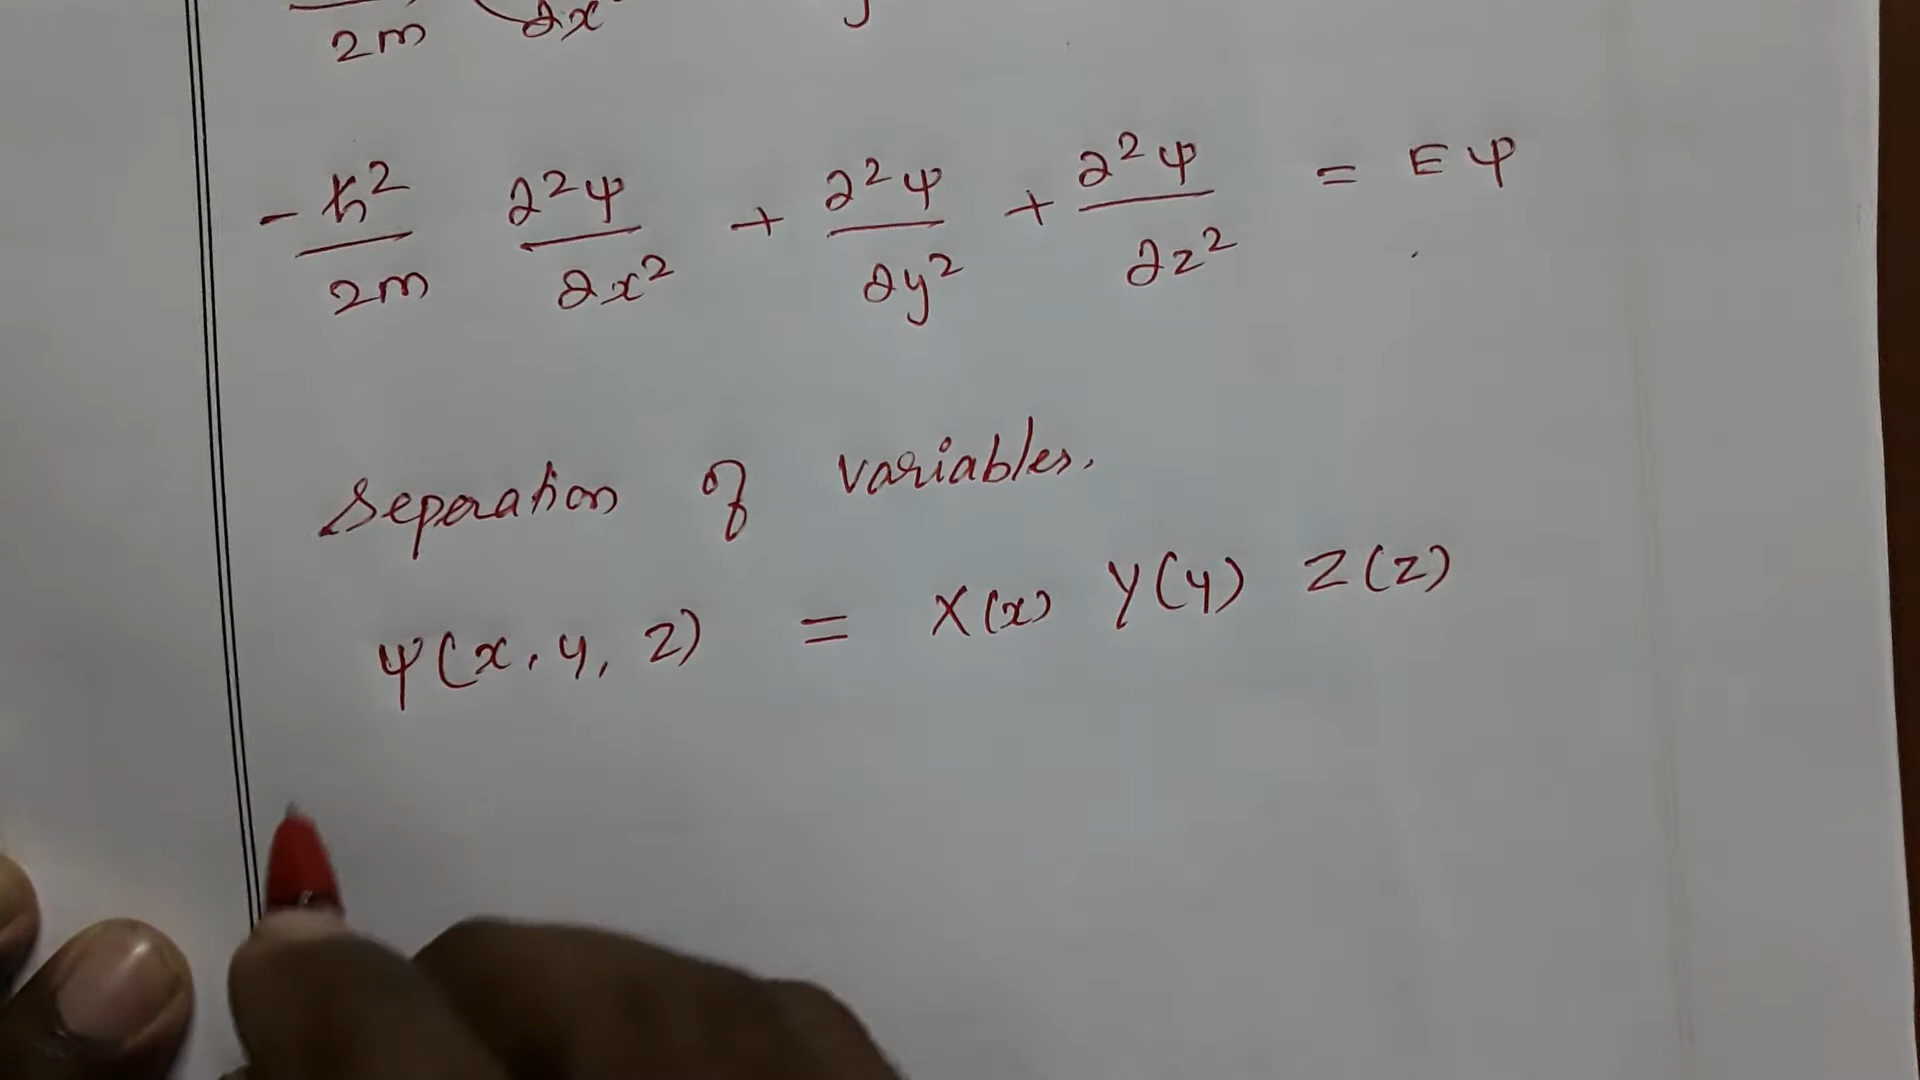 2m ∂x
- ħ²/2m ∂²ψ/∂x² + ∂²ψ/∂y² + ∂²ψ/∂z² = Eψ
Seperation of variables.
ψ(x, y, z) = X(x) Y(y) Z(z)